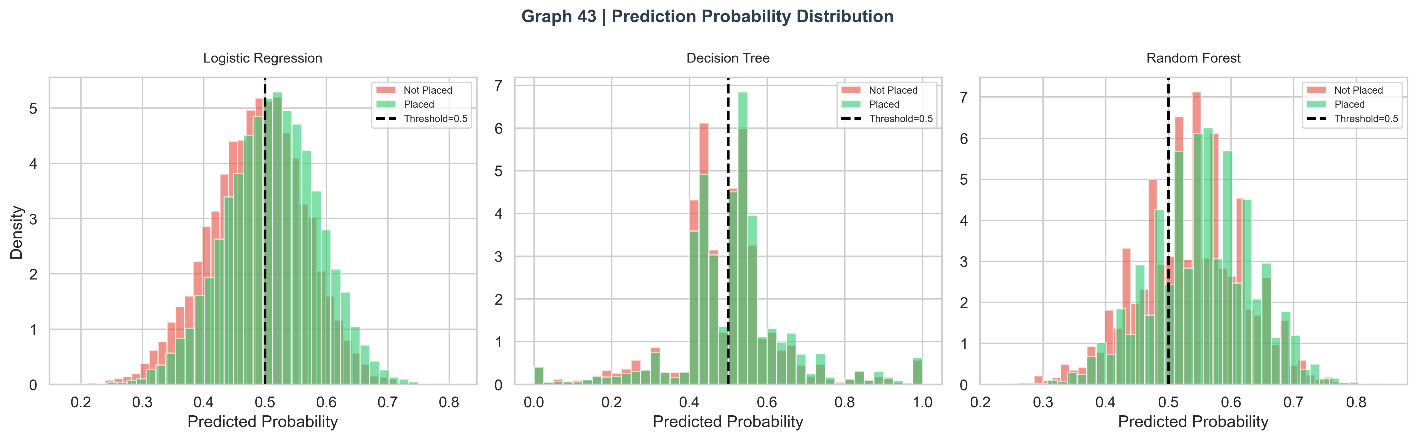 Graph 43 | Prediction Probability Distribution
Logistic Regression
Not Placed
Placed
Threshold=0.5
Density
5
4
3
2
1
0
0.2 0.3 0.4 0.5 0.6 0.7 0.8
Predicted Probability
Decision Tree
Not Placed
Placed
Threshold=0.5
7
6
5
4
3
2
1
0
0.0 0.2 0.4 0.6 0.8 1.0
Predicted Probability
Random Forest
Not Placed
Placed
Threshold=0.5
7
6
5
4
3
2
1
0
0.2 0.3 0.4 0.5 0.6 0.7 0.8
Predicted Probability